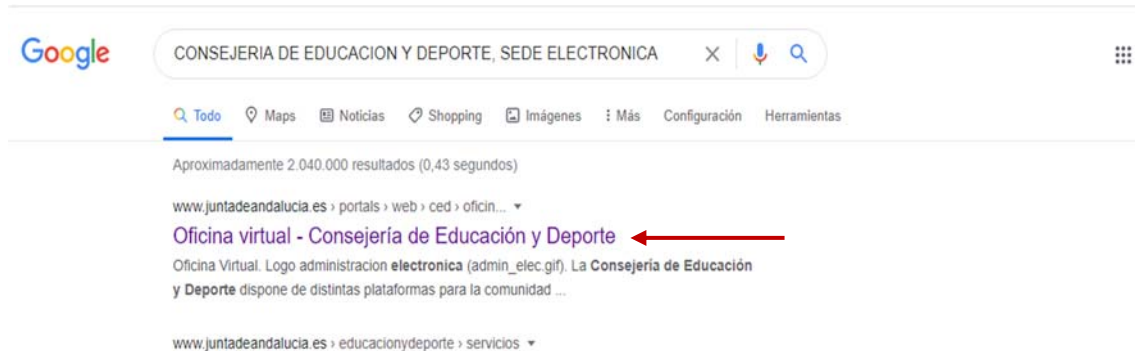 Google
CONSEJERIA DE EDUCACION Y DEPORTE, SEDE ELECTRONICA
Todo Maps Noticias Shopping Imágenes Más Configuración Herramientas
Aproximadamente 2.040.000 resultados (0,43 segundos)
www.juntadeandalucia.es › portals › web › ced › oficin...
Oficina virtual - Consejería de Educación y Deporte
Oficina Virtual. Logo administracion electronica (admin_elec.gif). La Consejería de Educación
y Deporte dispone de distintas plataformas para la comunidad ...
www.juntadeandalucia.es › educacionydeporte › servicios